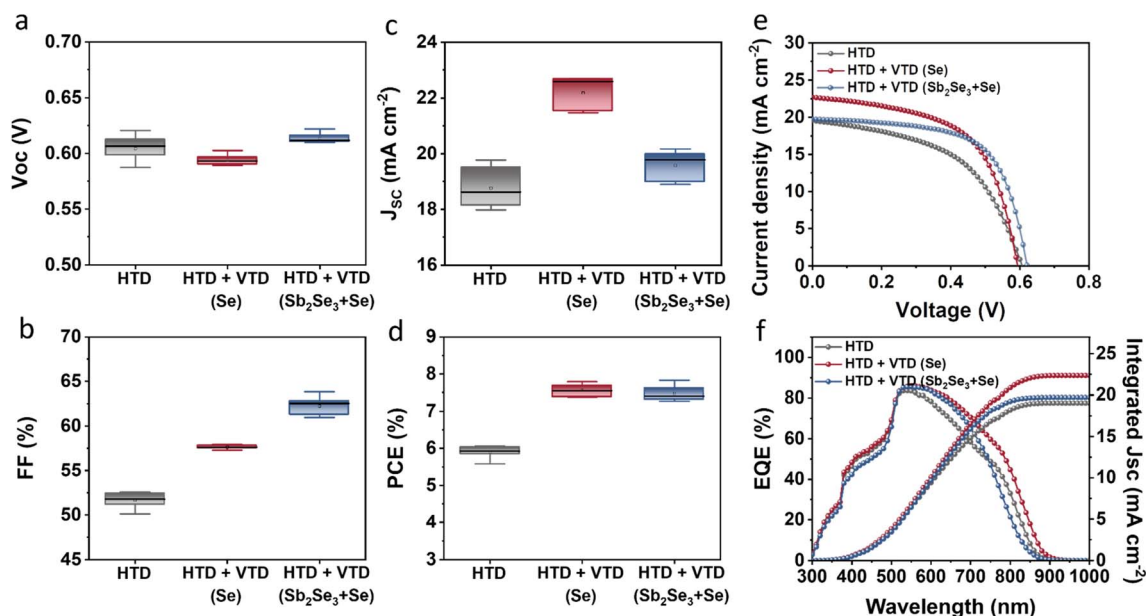 a
0.70
0.65
0.60
0.55
0.50
Voc (V)
HTD
HTD + VTD
(Se)
HTD + VTD
(Sb₂Se₃+Se)
c
24
22
20
18
16
J_SC (mA cm⁻²)
HTD
HTD + VTD
(Se)
HTD + VTD
(Sb₂Se₃+Se)
e
30
25
20
15
10
5
0
Current density (mA cm⁻²)
HTD
HTD + VTD (Se)
HTD + VTD (Sb₂Se₃+Se)
0.0 0.2 0.4 0.6 0.8
Voltage (V)
b
70
65
60
55
50
45
FF (%)
HTD
HTD + VTD
(Se)
HTD + VTD
(Sb₂Se₃+Se)
d
9
8
7
6
5
4
3
PCE (%)
HTD
HTD + VTD
(Se)
HTD + VTD
(Sb₂Se₃+Se)
f
100
80
60
40
20
0
EQE (%)
HTD
HTD + VTD (Se)
HTD + VTD (Sb₂Se₃+Se)
25
20
15
10
5
0
Integrated Jsc (mA cm⁻²)
300 400 500 600 700 800 900 1000
Wavelength (nm)